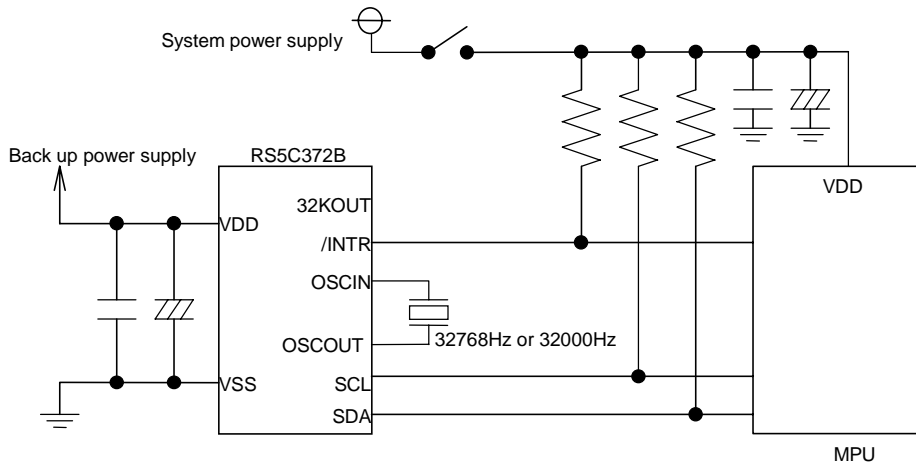 System power supply
Back up power supply
RS5C372B
VDD
32KOUT
VDD
/INTR
OSCIN
32768Hz or 32000Hz
OSCOUT
VSS
SCL
SDA
MPU